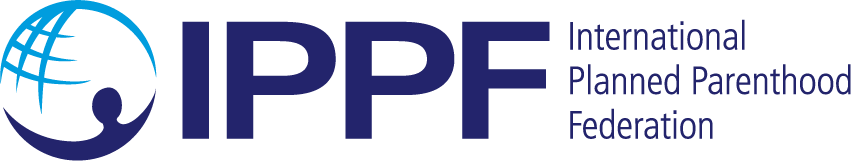 IPPF
International
Planned Parenthood
Federation